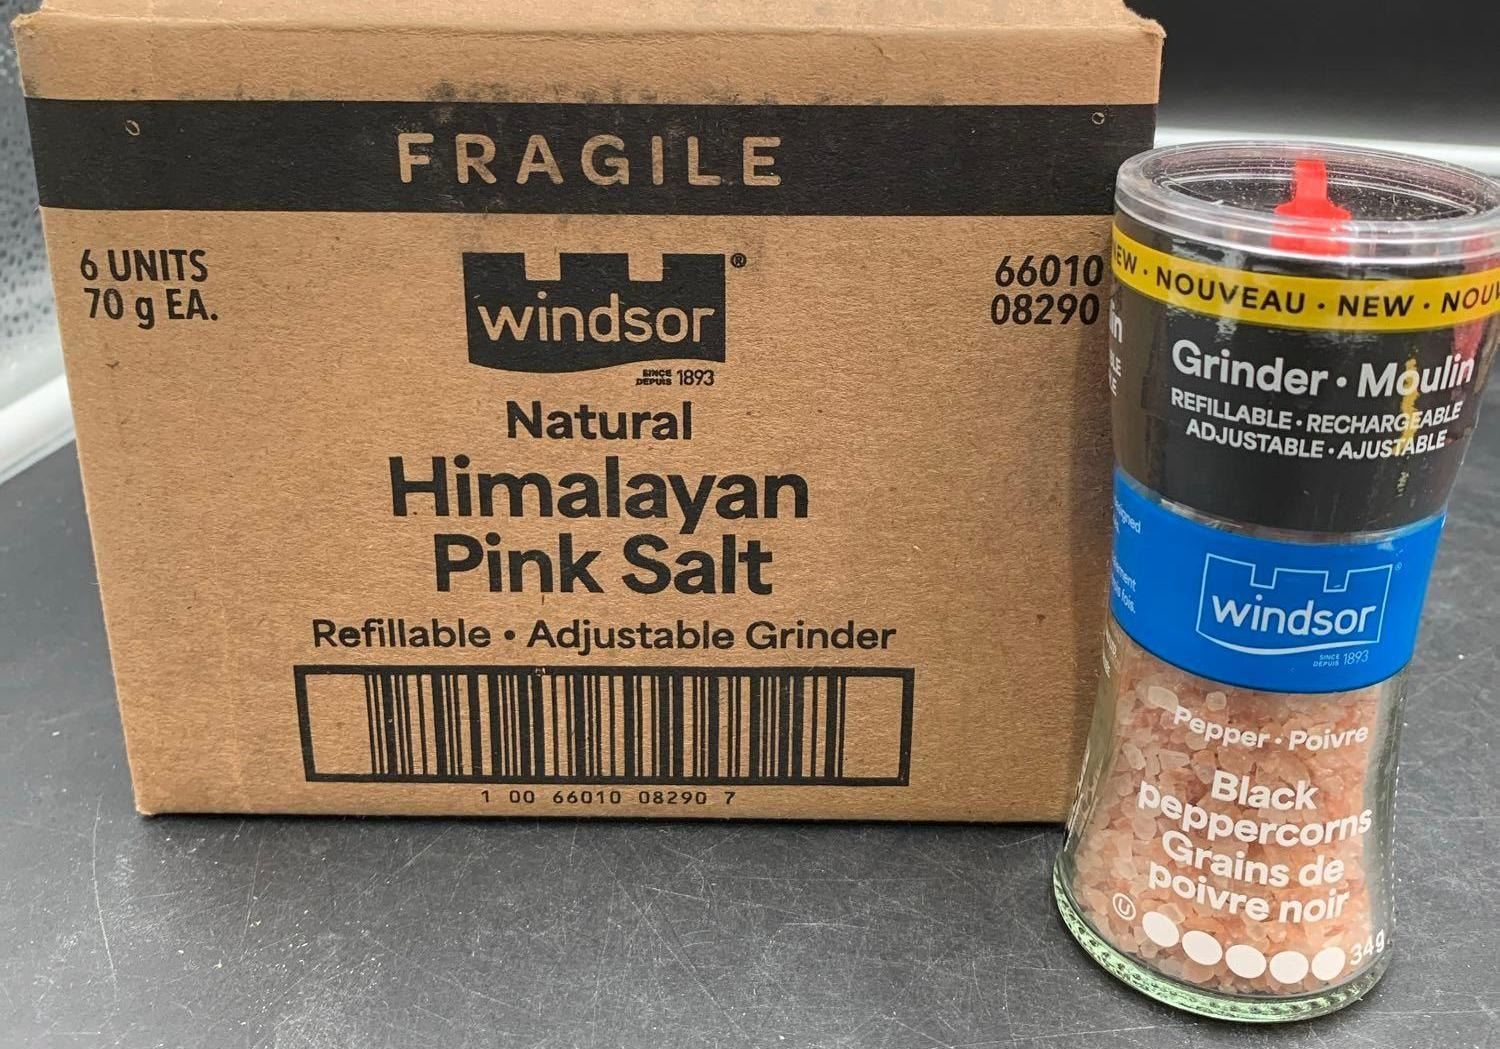 FRAGILE
6 UNITS
70 g EA.
windsor®
SINCE
DEPUIS 1893
66010
08290
Natural
Himalayan
Pink Salt
Refillable • Adjustable Grinder
1 00 66010 08290 7
EW • NOUVEAU • NEW • NOUV
Grinder • Moulin
REFILLABLE • RECHARGEABLE
ADJUSTABLE • AJUSTABLE
windsor®
SINCE
DEPUIS 1893
Pepper • Poivre
Black
peppercorns
Grains de
poivre noir
U
34g